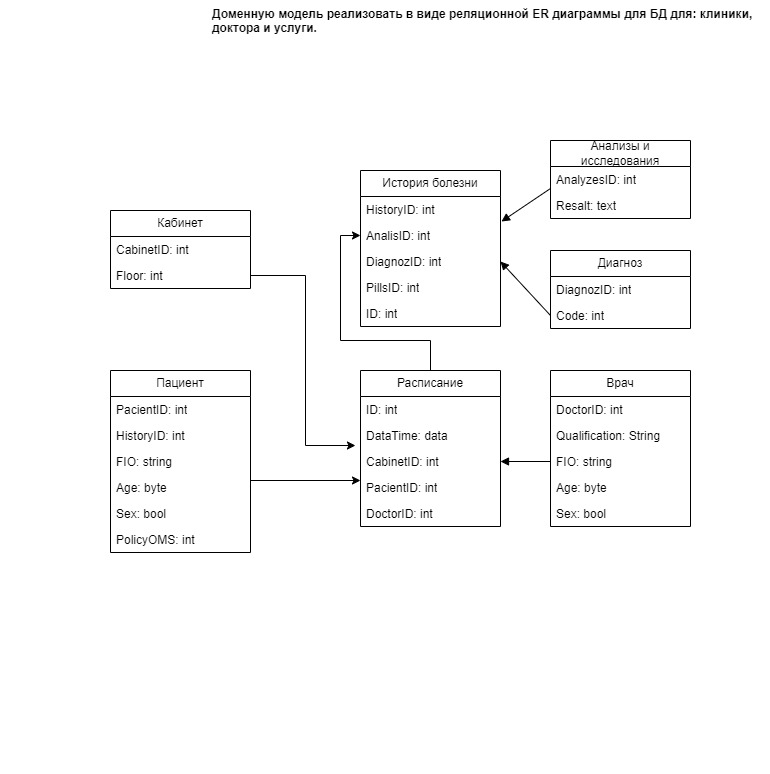 Доменную модель реализовать в виде реляционной ER диаграммы для БД для: клиники,
доктора и услуги.
Анализы и
исследования
AnalyzesID: int
Resalt: text
История болезни
HistoryID: int
AnalisID: int
DiagnozID: int
PillsID: int
ID: int
Кабинет
CabinetID: int
Floor: int
Диагноз
DiagnozID: int
Code: int
Пациент
PacientID: int
HistoryID: int
FIO: string
Age: byte
Sex: bool
PolicyOMS: int
Расписание
ID: int
DataTime: data
CabinetID: int
PacientID: int
DoctorID: int
Врач
DoctorID: int
Qualification: String
FIO: string
Age: byte
Sex: bool